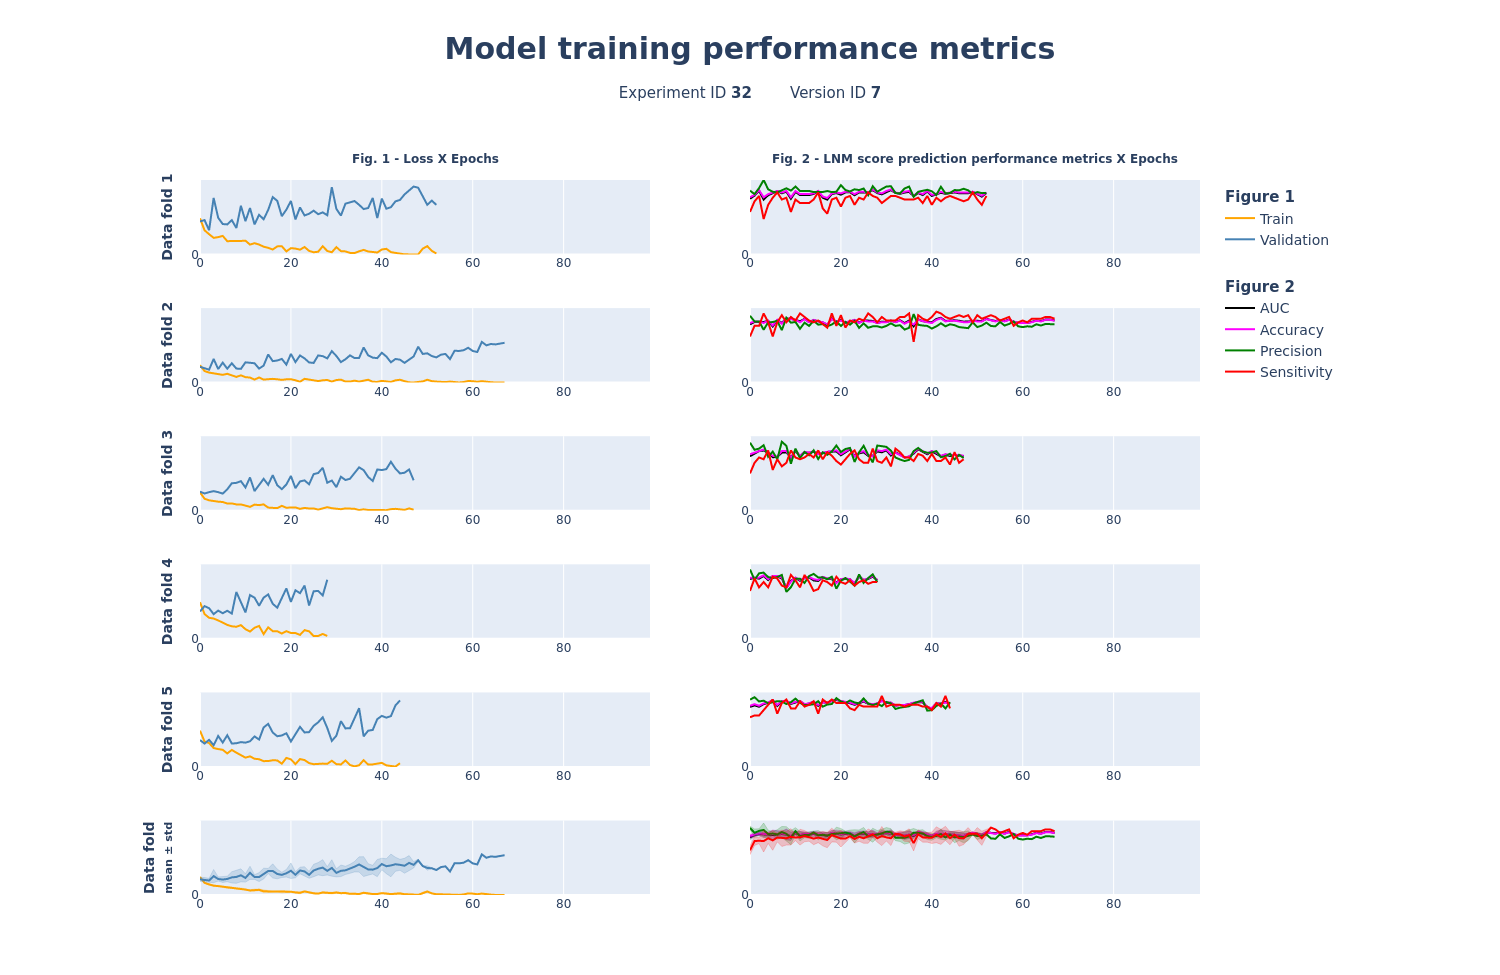 Model training performance metrics
Experiment ID 32 Version ID 7
Fig. 1 - Loss X Epochs
Fig. 2 - LNM score prediction performance metrics X Epochs
Data fold 1
0
0 20 40 60 80
0
0 20 40 60 80
Data fold 2
0
0 20 40 60 80
0
0 20 40 60 80
Data fold 3
0
0 20 40 60 80
0
0 20 40 60 80
Data fold 4
0
0 20 40 60 80
0
0 20 40 60 80
Data fold 5
0
0 20 40 60 80
0
0 20 40 60 80
Data fold
mean ± std
0
0 20 40 60 80
0
0 20 40 60 80
Figure 1
Train
Validation
Figure 2
AUC
Accuracy
Precision
Sensitivity